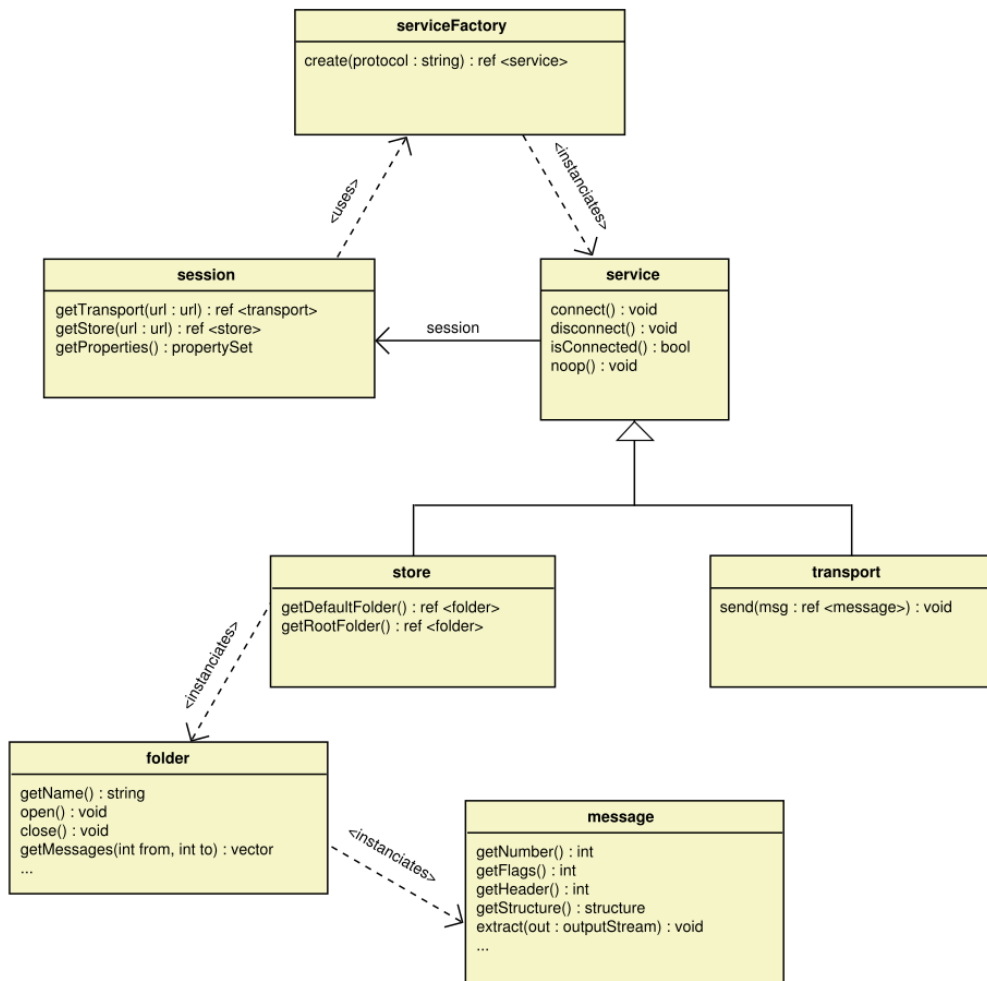 serviceFactory
create(protocol : string) : ref <service>
<uses>
<instanciates>
session
getTransport(url : url) : ref <transport>
getStore(url : url) : ref <store>
getProperties() : propertySet
session
service
connect() : void
disconnect() : void
isConnected() : bool
noop() : void
store
getDefaultFolder() : ref <folder>
getRootFolder() : ref <folder>
transport
send(msg : ref <message>) : void
<instanciates>
folder
getName() : string
open() : void
close() : void
getMessages(int from, int to) : vector
...
<instanciates>
message
getNumber() : int
getFlags() : int
getHeader() : int
getStructure() : structure
extract(out : outputStream) : void
...